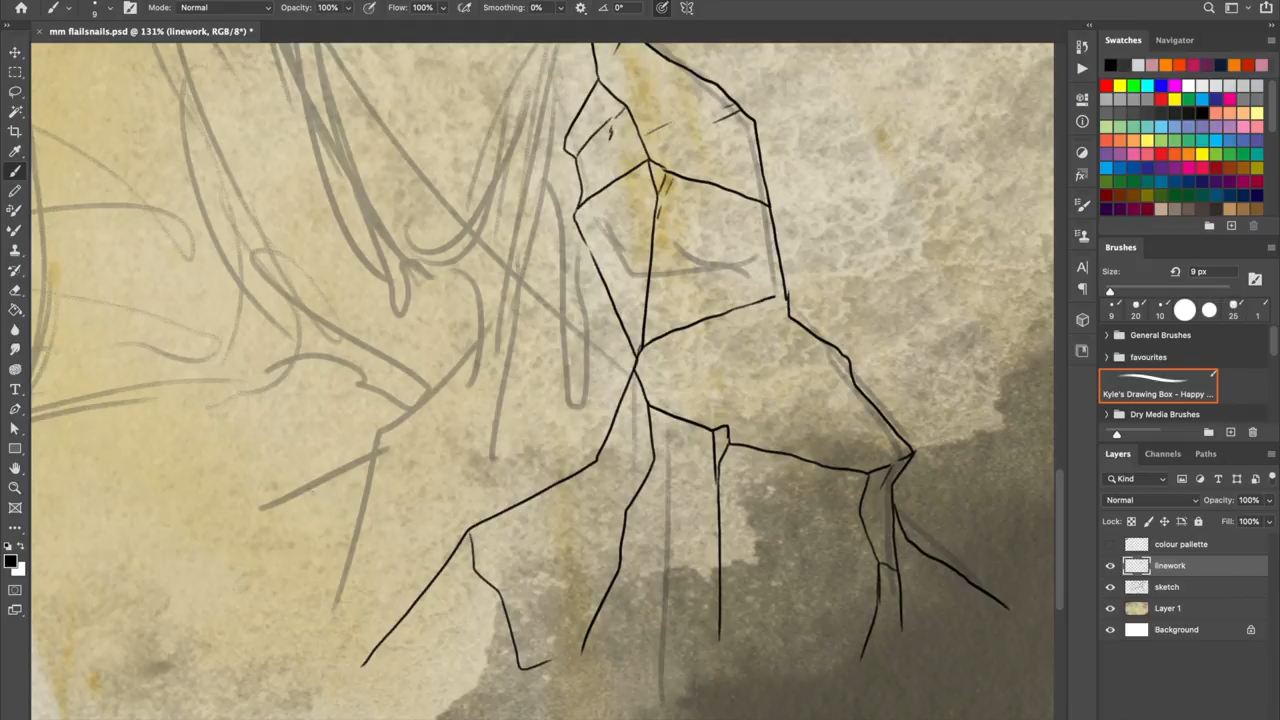 9
Mode:
Normal
Opacity:
100%
Flow:
100%
Smoothing:
0%
0°
mm flailsnails.psd @ 131% (linework, RGB/8*) *
Swatches
Navigator
Brushes
Size:
9 px
9
20
10
25
1
General Brushes
favourites
Kyle's Drawing Box - Happy ...
Dry Media Brushes
Layers
Channels
Paths
Kind
Normal
Opacity:
100%
Lock:
Fill:
100%
colour pallette
linework
sketch
Layer 1
Background